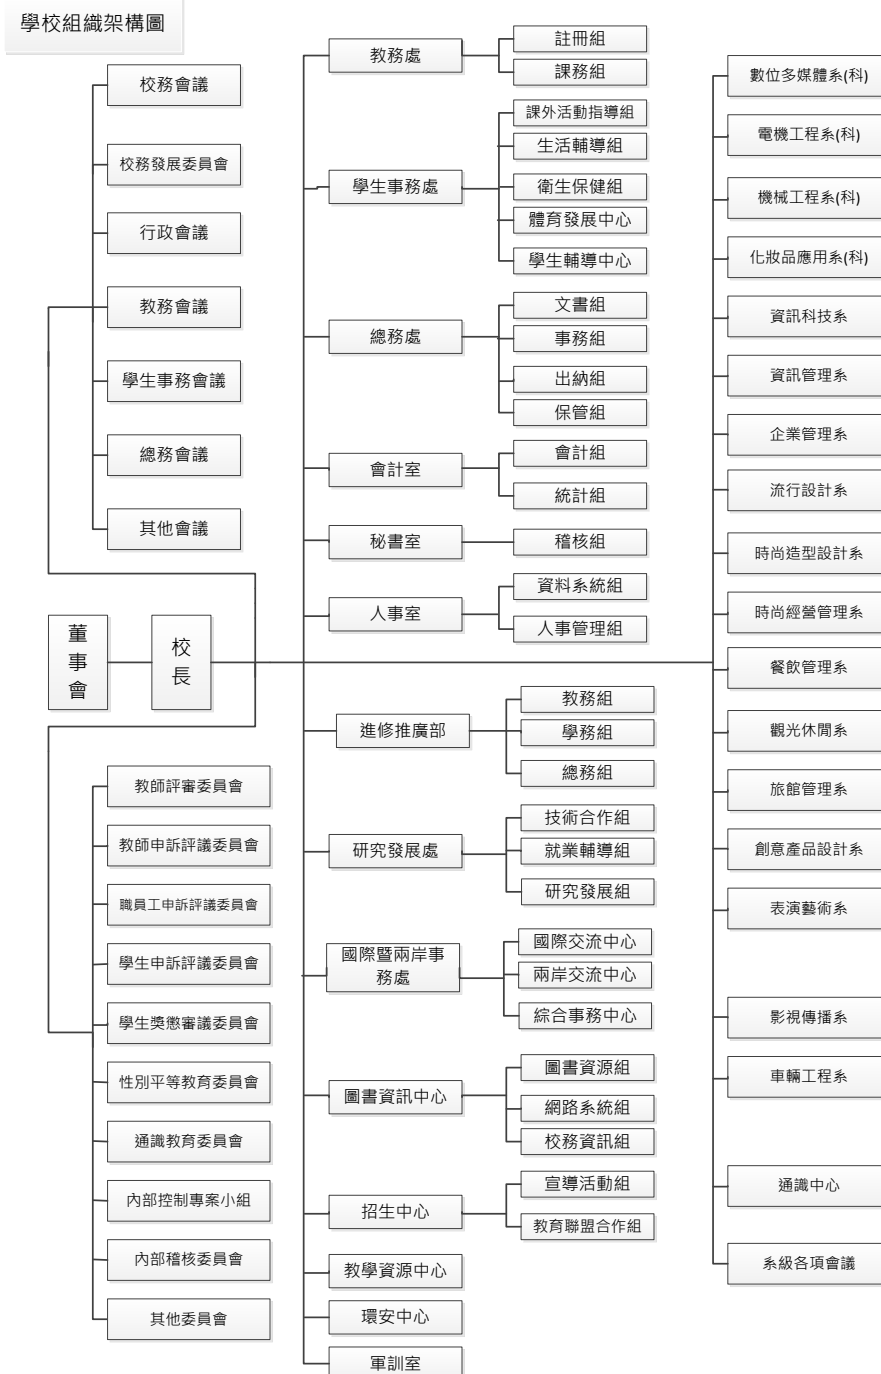 學校組織架構圖
校務會議
校務發展委員會
行政會議
教務會議
學生事務會議
總務會議
其他會議
董
事
會
校
長
教師評審委員會
教師申訴評議委員會
職員工申訴評議委員會
學生申訴評議委員會
學生獎懲審議委員會
性別平等教育委員會
通識教育委員會
內部控制專案小組
內部稽核委員會
其他委員會
教務處
註冊組
課務組
學生事務處
課外活動指導組
生活輔導組
衛生保健組
體育發展中心
學生輔導中心
總務處
文書組
事務組
出納組
保管組
會計室
會計組
統計組
秘書室
稽核組
人事室
資料系統組
人事管理組
進修推廣部
教務組
學務組
總務組
研究發展處
技術合作組
就業輔導組
研究發展組
國際暨兩岸事
務處
國際交流中心
兩岸交流中心
綜合事務中心
圖書資訊中心
圖書資源組
網路系統組
校務資訊組
招生中心
宣導活動組
教育聯盟合作組
教學資源中心
環安中心
軍訓室
數位多媒體系(科)
電機工程系(科)
機械工程系(科)
化妝品應用系(科)
資訊科技系
資訊管理系
企業管理系
流行設計系
時尚造型設計系
時尚經營管理系
餐飲管理系
觀光休閒系
旅館管理系
創意產品設計系
表演藝術系
影視傳播系
車輛工程系
通識中心
系級各項會議